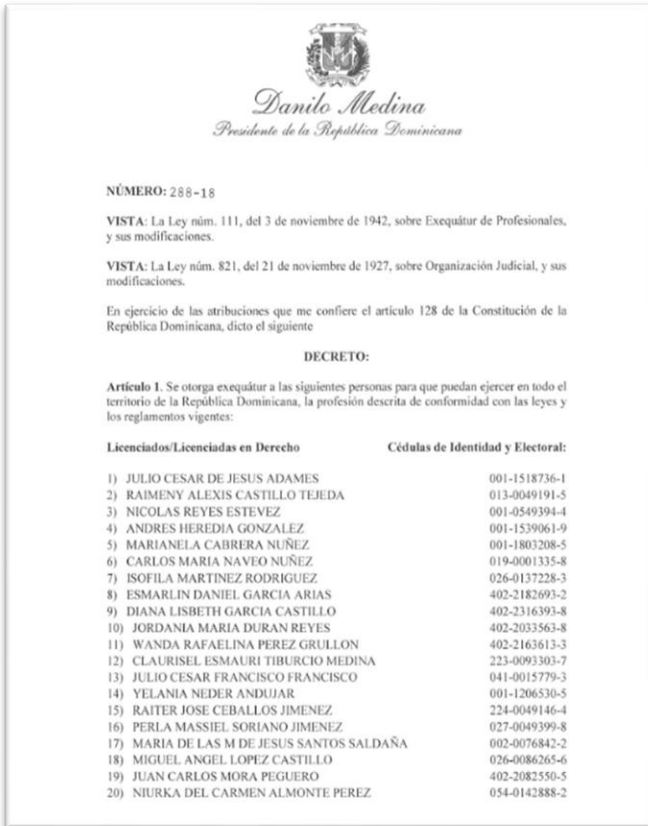 Danilo Medina
Presidente de la República Dominicana
NÚMERO: 288-18
VISTA: La Ley núm. 111, del 3 de noviembre de 1942, sobre Exequátur de Profesionales,
y sus modificaciones.
VISTA: La Ley núm. 821, del 21 de noviembre de 1927, sobre Organización Judicial, y sus
modificaciones.
En ejercicio de las atribuciones que me confiere el artículo 128 de la Constitución de la
República Dominicana, dicto el siguiente
DECRETO:
Artículo 1. Se otorga exequátur a las siguientes personas para que puedan ejercer en todo el
territorio de la República Dominicana, la profesión descrita de conformidad con las leyes y
los reglamentos vigentes:
Licenciados/Licenciadas en Derecho Cédulas de Identidad y Electoral:
1) JULIO CESAR DE JESUS ADAMES 001-1518736-1
2) RAIMENY ALEXIS CASTILLO TEJEDA 013-0049191-5
3) NICOLAS REYES ESTEVEZ 001-0549394-4
4) ANDRES HEREDIA GONZALEZ 001-1539061-9
5) MARIANELA CABRERA NUÑEZ 001-1803208-5
6) CARLOS MARIA NAVEO NUÑEZ 019-0001335-8
7) ISOFILA MARTINEZ RODRIGUEZ 026-0137228-3
8) ESMARLIN DANIEL GARCIA ARIAS 402-2182693-2
9) DIANA LISBETH GARCIA CASTILLO 402-2316393-8
10) JORDANIA MARIA DURAN REYES 402-2033563-8
11) WANDA RAFAELINA PEREZ GRULLON 402-2163613-3
12) CLAURISEL ESMAURI TIBURCIO MEDINA 223-0093303-7
13) JULIO CESAR FRANCISCO FRANCISCO 041-0015779-3
14) YELANIA NEDER ANDUJAR 001-1206530-5
15) RAITER JOSE CEBALLOS JIMENEZ 224-0049146-4
16) PERLA MASSIEL SORIANO JIMENEZ 027-0049399-8
17) MARIA DE LAS M DE JESUS SANTOS SALDAÑA 002-0076842-2
18) MIGUEL ANGEL LOPEZ CASTILLO 026-0086265-6
19) JUAN CARLOS MORA PEGUERO 402-2082550-5
20) NIURKA DEL CARMEN ALMONTE PEREZ 054-0142888-2